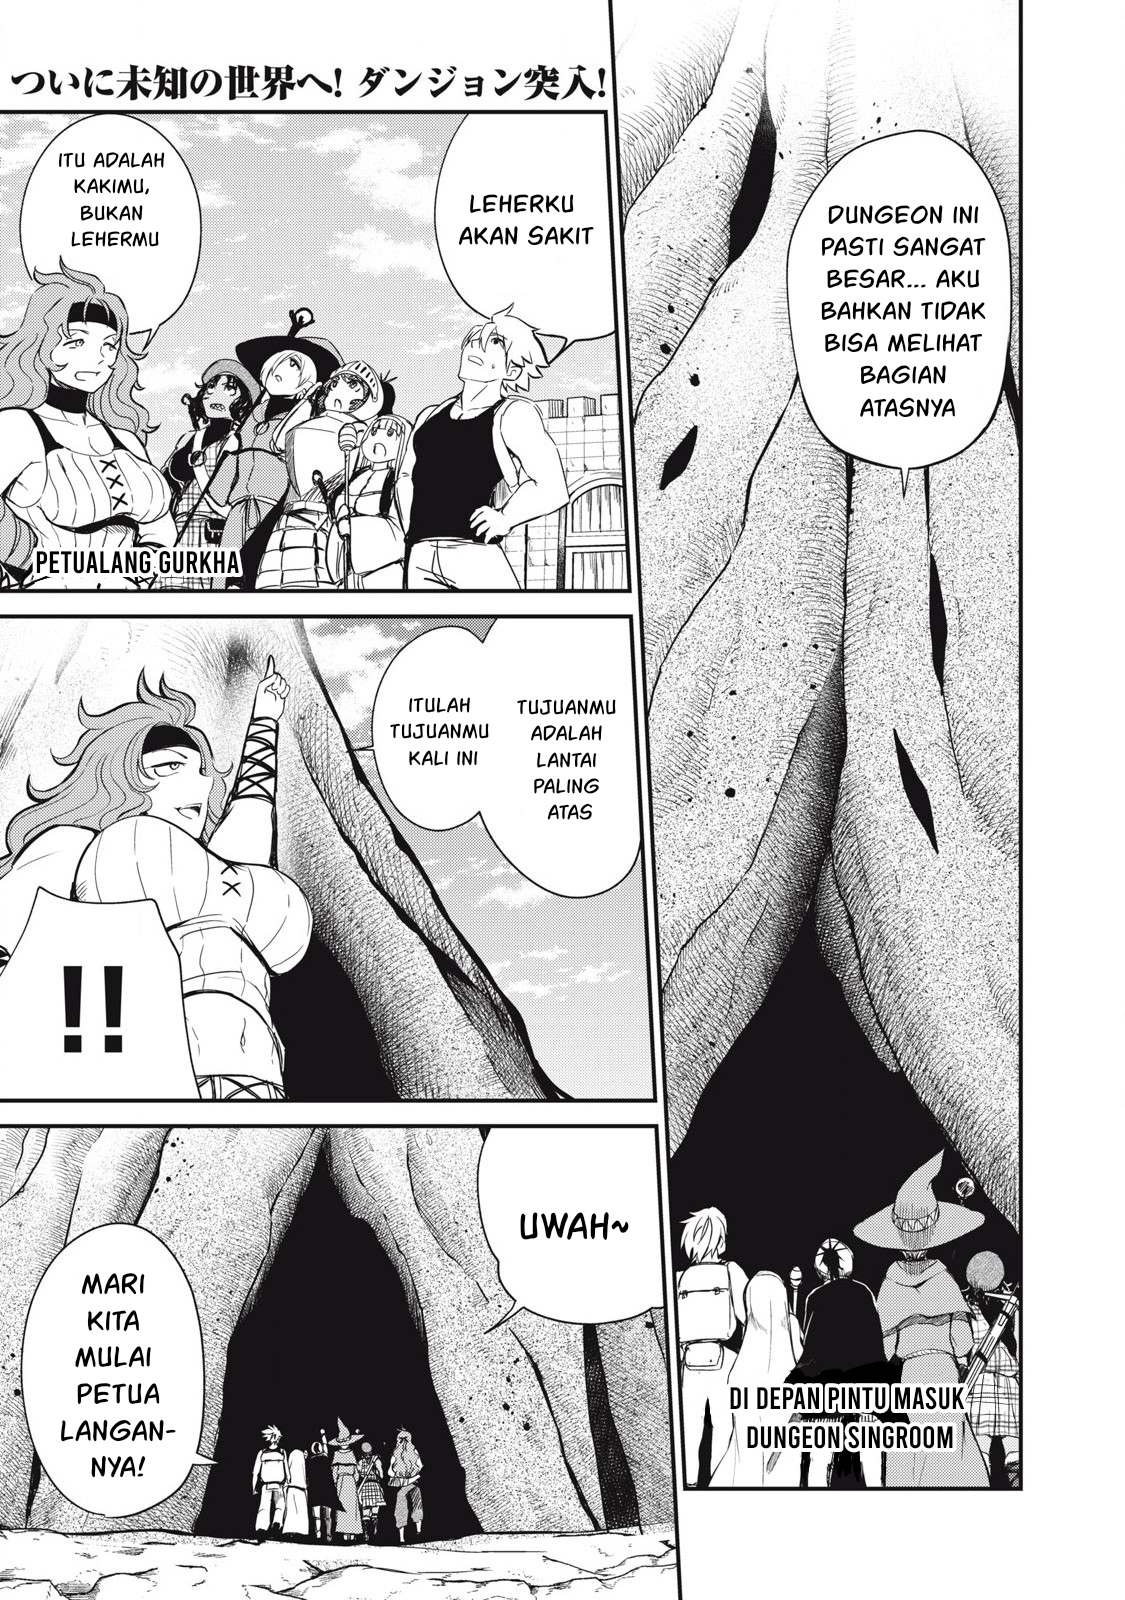 ついに未知の世界へ! ダンジョン突入!
DUNGEON INI
PASTI SANGAT
BESAR... AKU
BAHKAN TIDAK
BISA MELIHAT
BAGIAN
ATASNYA
DI DEPAN PINTU MASUK
DUNGEON SINGROOM
LEHERKU
AKAN SAKIT
ITU ADALAH
KAKIMU,
BUKAN
LEHERMU
PETUALANG GURKHA
TUJUANMU
ADALAH
LANTAI
PALING
ATAS
ITULAH
TUJUANMU
KALI INI
!!
UWAH~
MARI
KITA
MULAI
PETUA
LANGAN-
NYA!